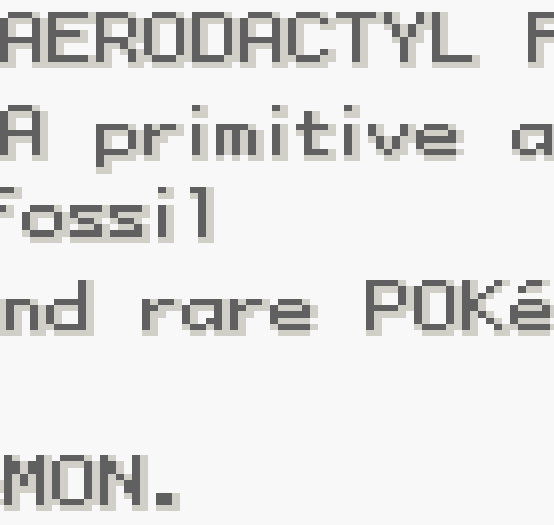 AERODACTYL F
A primitive a
fossil
nd rare POKé
MON.